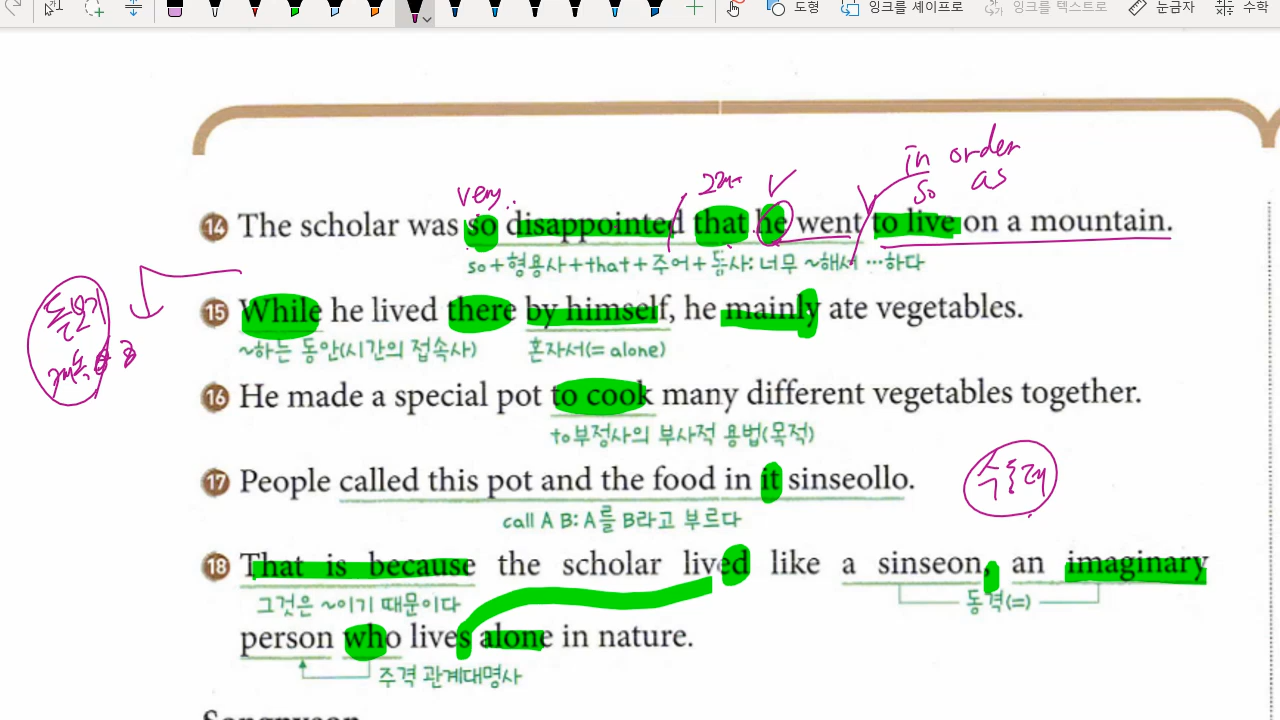 도형 잉크를 셰이프로 잉크를 텍스트로 눈금자 수학
in order
so as
very
⑭ The scholar was so disappointed that he went to live on a mountain.
so+형용사+that+주어+동사: 너무 ~해서 …하다
⑮ While he lived there by himself, he mainly ate vegetables.
~하는 동안(시간의 접속사) 혼자서(= alone)
⑯ He made a special pot to cook many different vegetables together.
to부정사의 부사적 용법(목적)
⑰ People called this pot and the food in it sinseollo.
수동태
call A B: A를 B라고 부르다
⑱ That is because the scholar lived like a sinseon, an imaginary
그것은 ~이기 때문이다 동격(=)
person who lives alone in nature.
주격 관계대명사